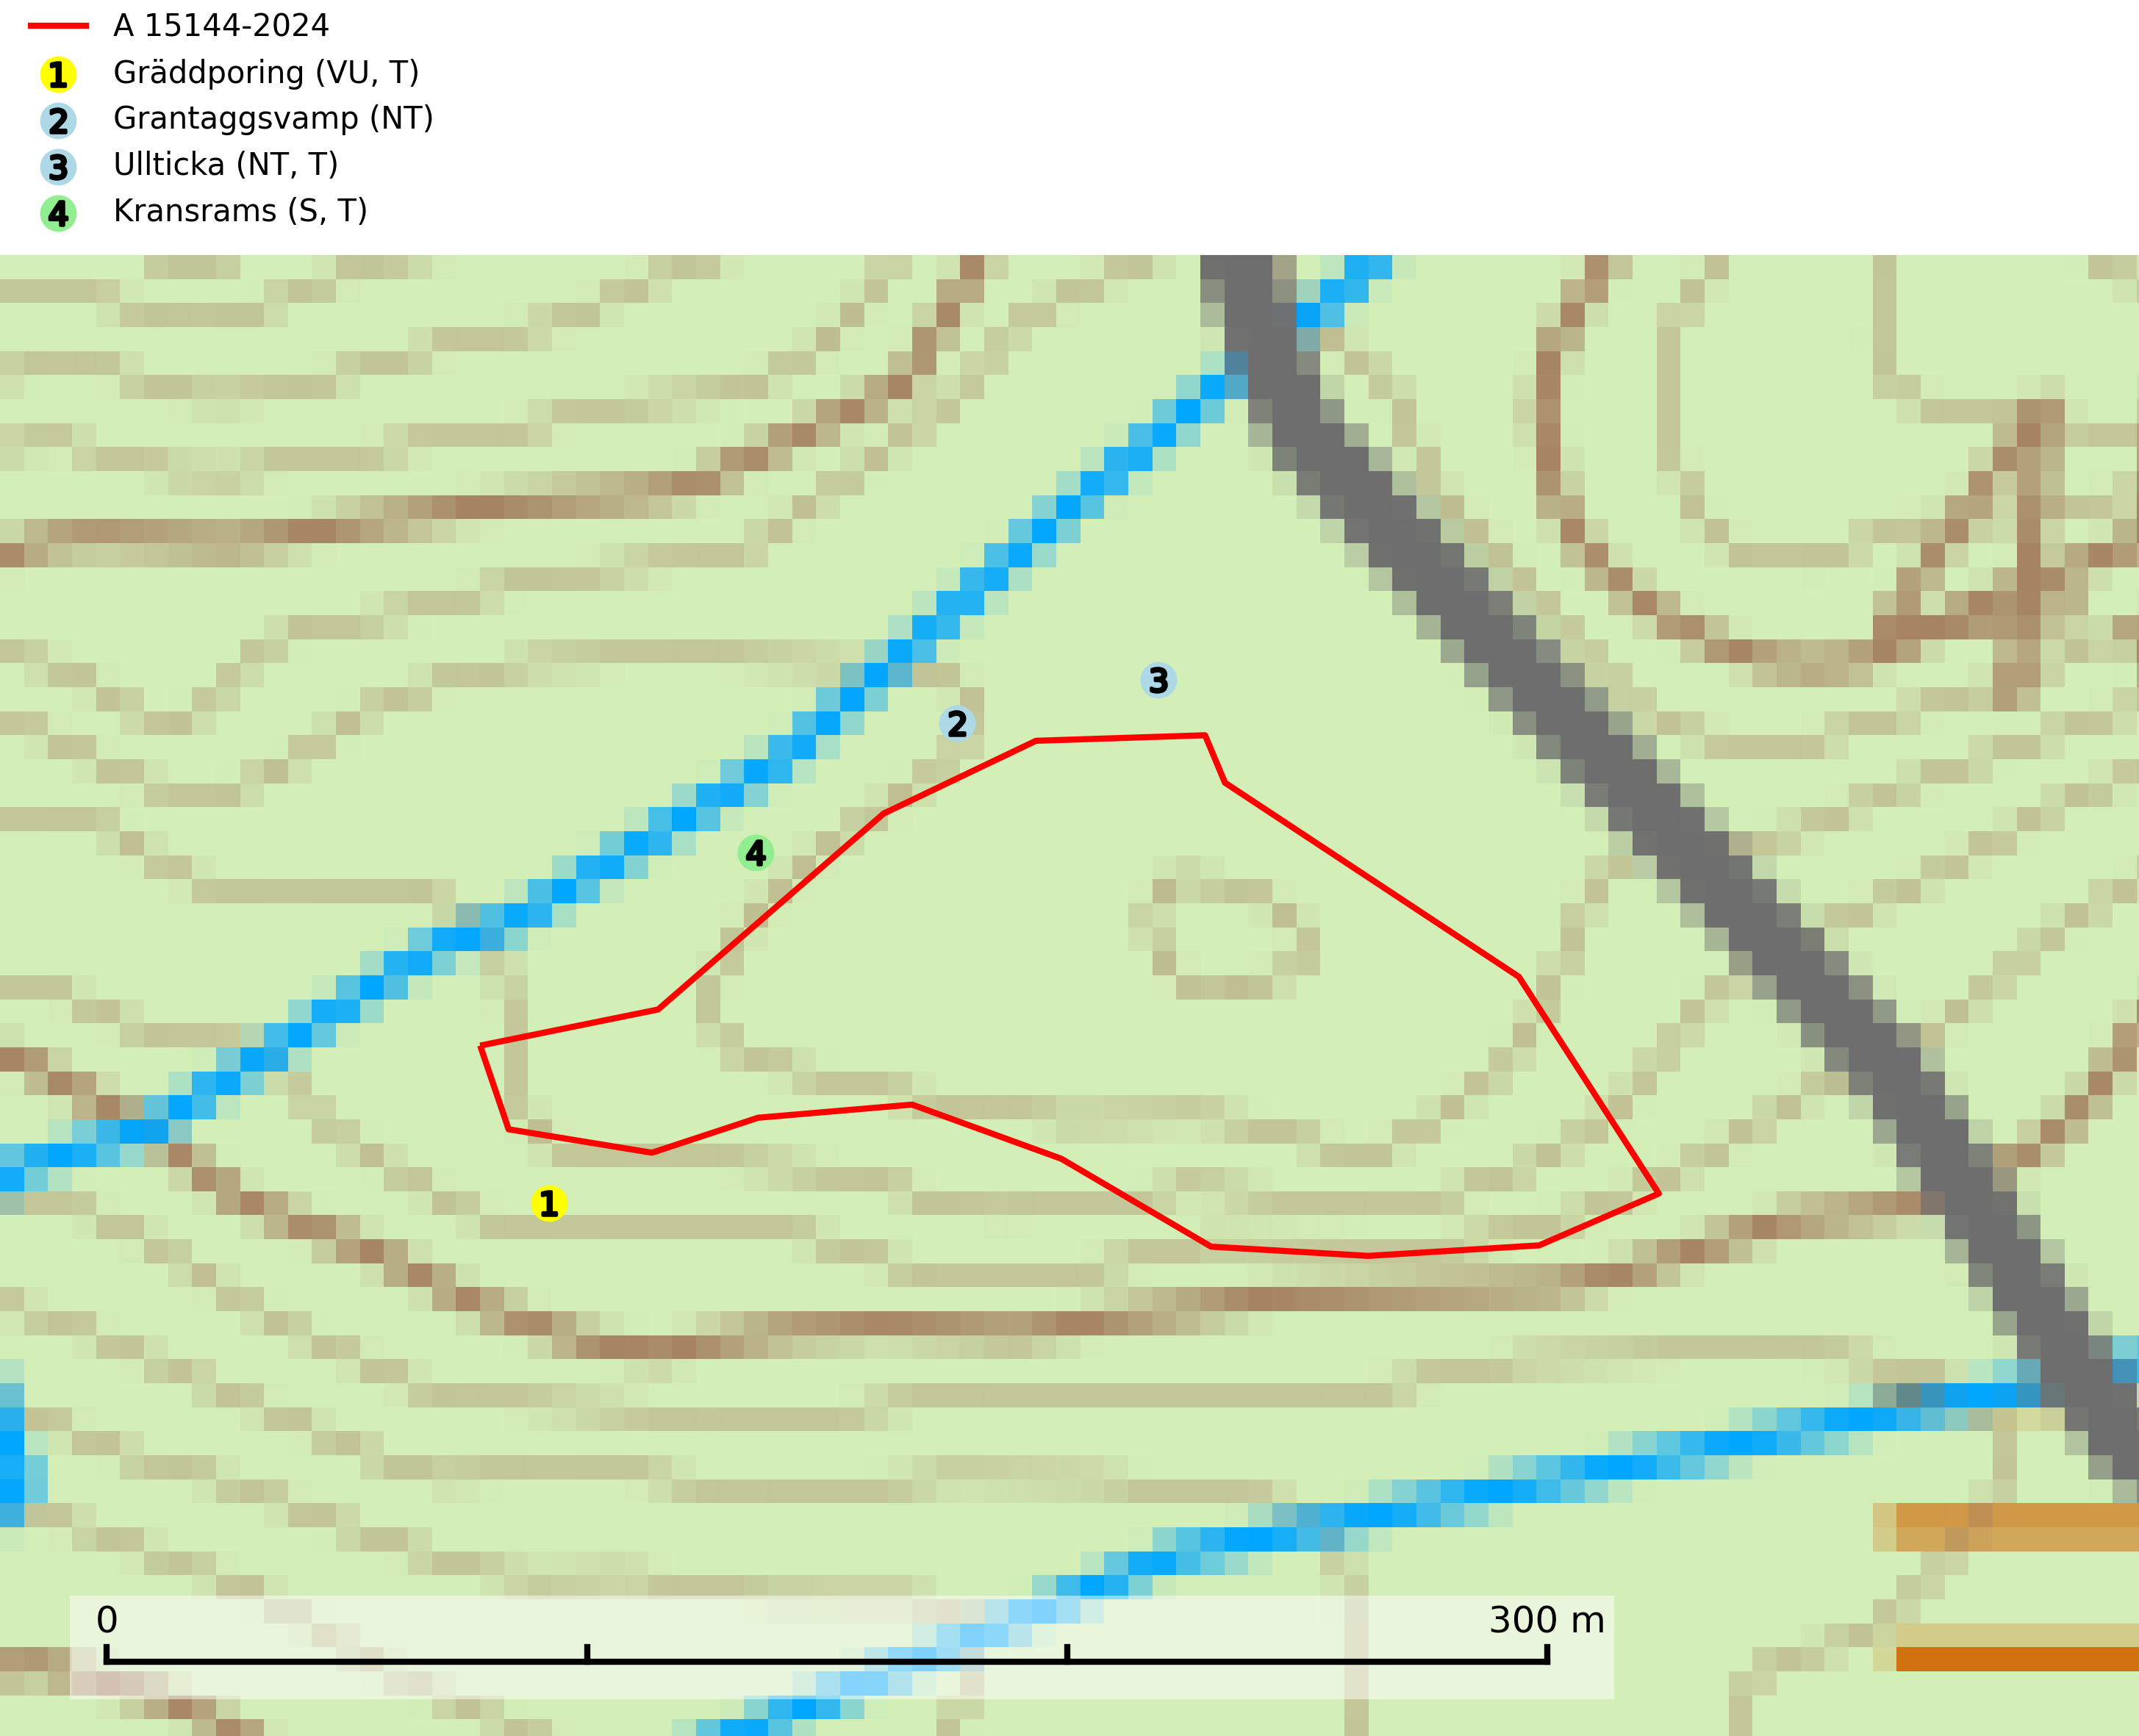 A 15144-2024
1 Gräddporing (VU, T)
2 Grantaggsvamp (NT)
3 Ullticka (NT, T)
4 Kransrams (S, T)
3
2
4
1
0 300 m